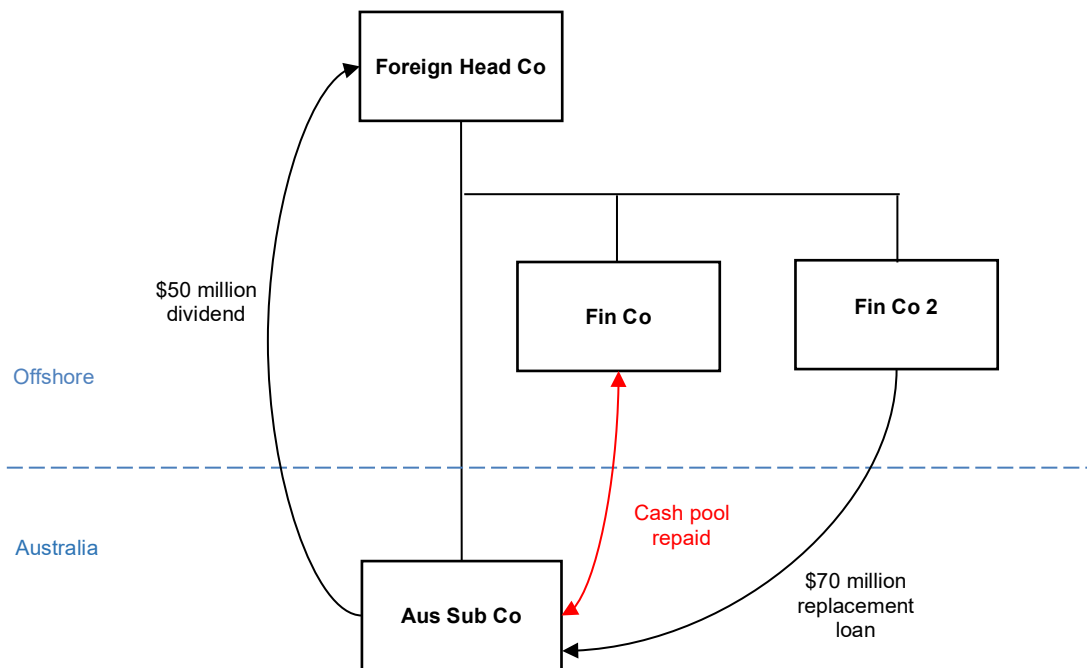 Foreign Head Co
$50 million
dividend
Fin Co
Fin Co 2
Offshore
Cash pool
repaid
Australia
$70 million
replacement
loan
Aus Sub Co